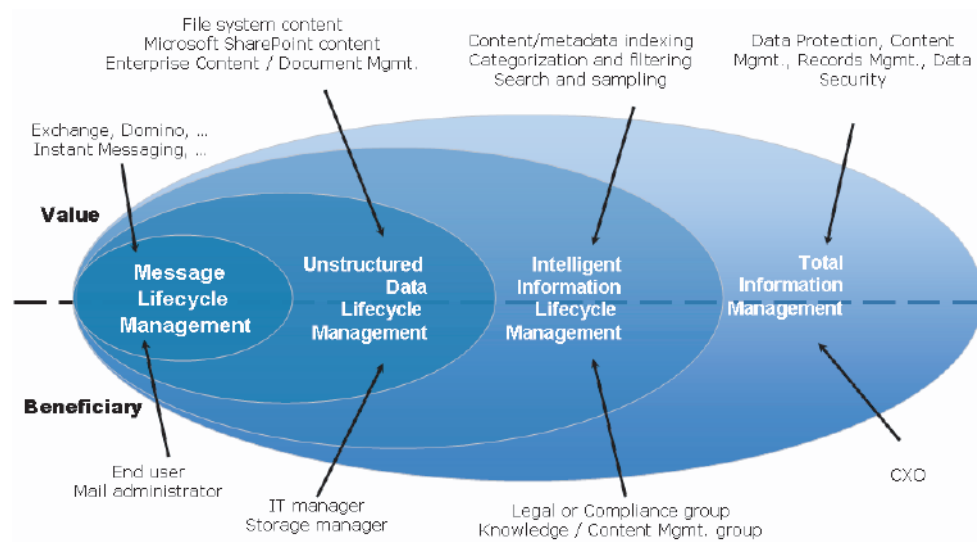 File system content
Microsoft SharePoint content
Enterprise Content / Document Mgmt.
Content/metadata indexing
Categorization and filtering
Search and sampling
Data Protection, Content
Mgmt., Records Mgmt., Data
Security
Exchange, Domino, ...
Instant Messaging, ...
Value
Message
Lifecycle
Management
Unstructured
Data
Lifecycle
Management
Intelligent
Information
Lifecycle
Management
Total
Information
Management
Beneficiary
End user
Mail administrator
IT manager
Storage manager
Legal or Compliance group
Knowledge / Content Mgmt. group
CXO